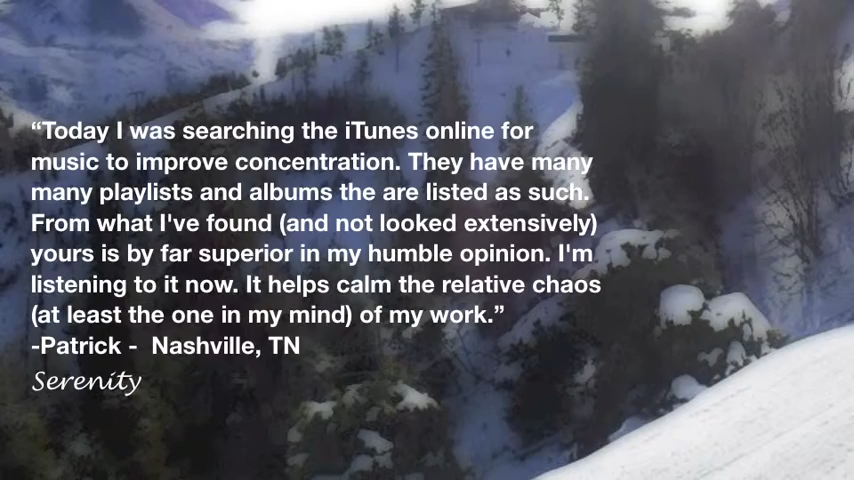 “Today I was searching the iTunes online for
music to improve concentration. They have many
many playlists and albums the are listed as such.
From what I've found (and not looked extensively)
yours is by far superior in my humble opinion. I'm
listening to it now. It helps calm the relative chaos
(at least the one in my mind) of my work.”
-Patrick -  Nashville, TN
Serenity